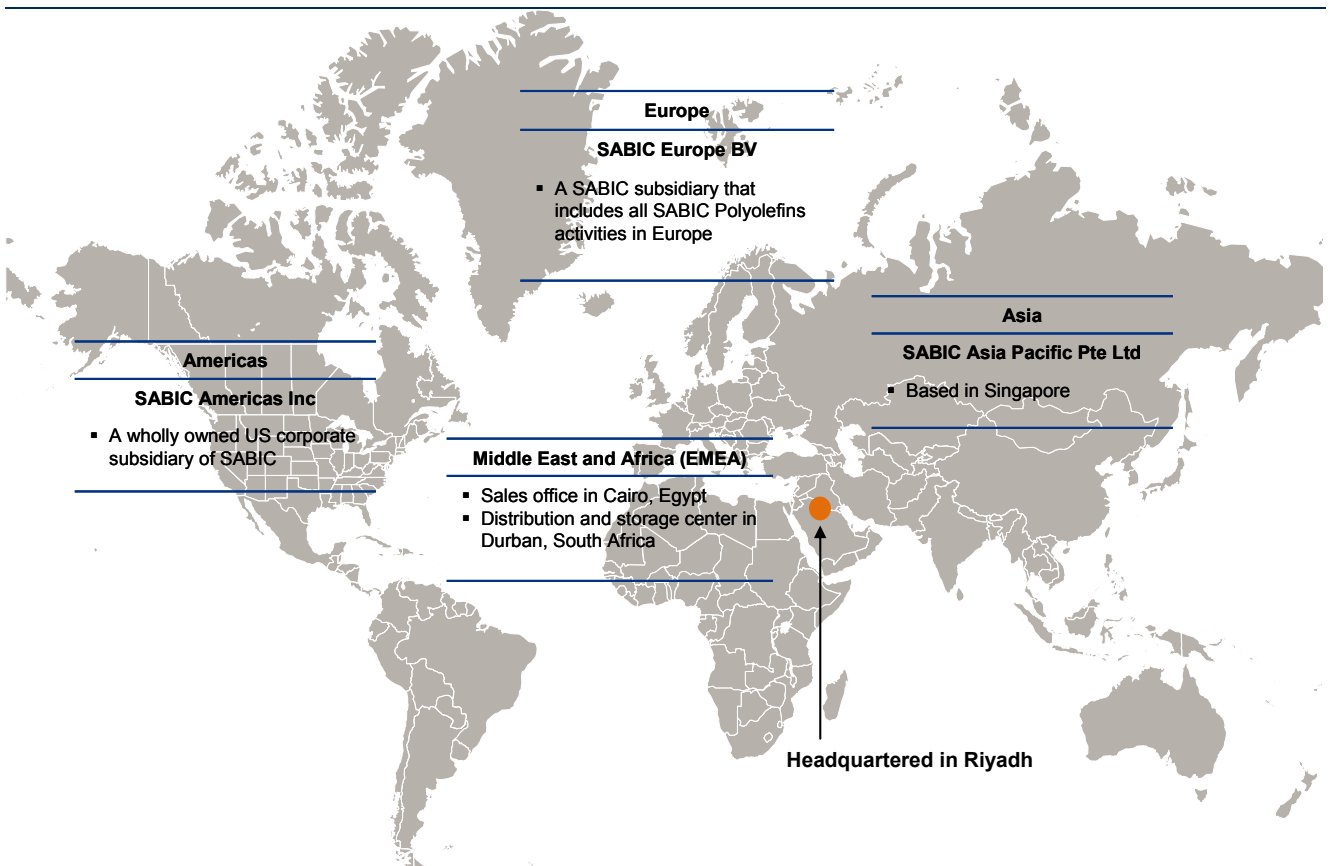 Europe
SABIC Europe BV
▪ A SABIC subsidiary that
includes all SABIC Polyolefins
activities in Europe
Asia
SABIC Asia Pacific Pte Ltd
▪ Based in Singapore
Americas
SABIC Americas Inc
▪ A wholly owned US corporate
subsidiary of SABIC
Middle East and Africa (EMEA)
▪ Sales office in Cairo, Egypt
▪ Distribution and storage center in
Durban, South Africa
Headquartered in Riyadh